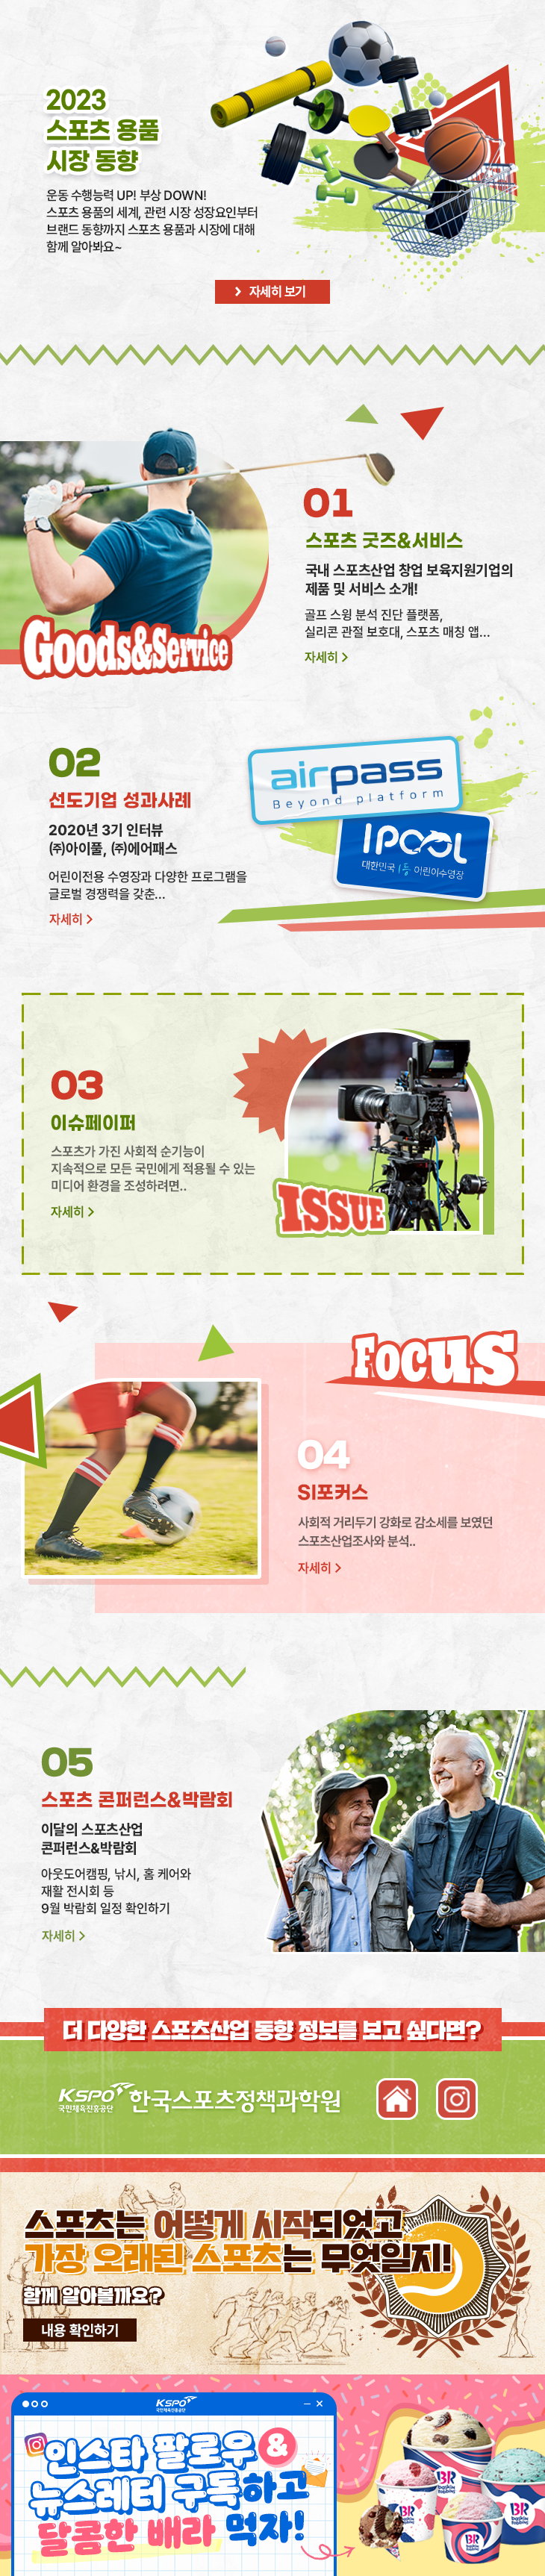 2023
스포츠 용품
시장 동향
운동 수행능력 UP! 부상 DOWN!
스포츠 용품의 세계, 관련 시장 성장요인부터
브랜드 동향까지 스포츠 용품과 시장에 대해
함께 알아봐요~
자세히 보기
01
스포츠 굿즈&서비스
국내 스포츠산업 창업 보육지원기업의
제품 및 서비스 소개!
골프 스윙 분석 진단 플랫폼,
실리콘 관절 보호대, 스포츠 매칭 앱...
자세히
Goods&Service
02
선도기업 성과사례
2020년 3기 인터뷰
㈜아이풀, ㈜에어패스
어린이전용 수영장과 다양한 프로그램을
글로벌 경쟁력을 갖춘...
자세히
airpass
Beyond platform
IPOOL
대한민국 1등 어린이수영장
03
이슈페이퍼
스포츠가 가진 사회적 순기능이
지속적으로 모든 국민에게 적용될 수 있는
미디어 환경을 조성하려면..
자세히
ISSUE
FOCUS
04
SI포커스
사회적 거리두기 강화로 감소세를 보였던
스포츠산업조사와 분석..
자세히
05
스포츠 콘퍼런스&박람회
이달의 스포츠산업
콘퍼런스&박람회
아웃도어캠핑, 낚시, 홈 케어와
재활 전시회 등
9월 박람회 일정 확인하기
자세히
더 다양한 스포츠산업 동향 정보를 보고 싶다면?
KSPO 국민체육진흥공단 한국스포츠정책과학원
스포츠는 어떻게 시작되었고
가장 오래된 스포츠는 무엇일지!
함께 알아볼까요?
내용 확인하기
KSPO
국민체육진흥공단
인스타 팔로우 &
뉴스레터 구독하고
달콤한 배라 먹자!
BR
baskin robbins
BR
BR
BR